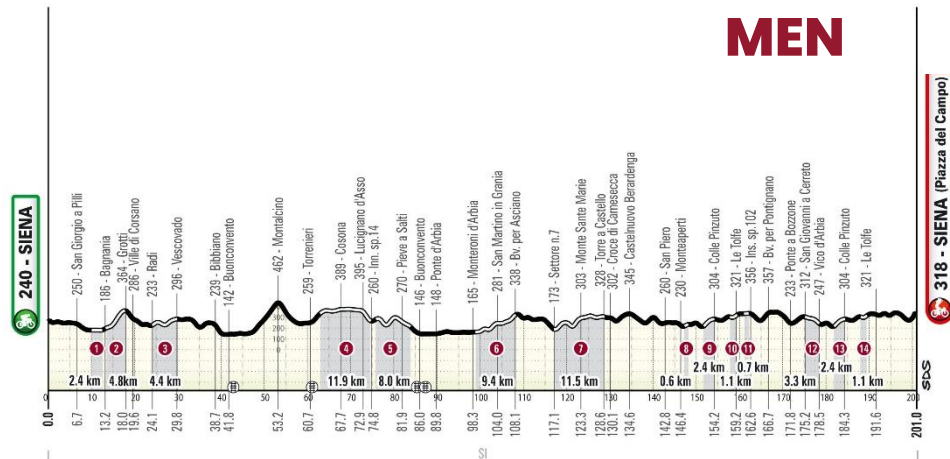 MEN
240 - SIENA
250 - San Giorgio a Pilli
186 - Bagnania
364 - Grotti
286 - Ville di Corsano
233 - Radi
296 - Vescovado
239 - Bibbiano
142 - Buonconvento
462 - Montalcino
259 - Torrenieri
389 - Cosona
395 - Lucignano d'Asso
260 - Inn. sp.14
270 - Pieve a Salti
146 - Buonconvento
148 - Ponte d'Arbia
165 - Monteroni d'Arbia
281 - San Martino in Grania
338 - Bv. per Asciano
173 - Settore n.7
303 - Monte Sante Marie
328 - Torre a Castello
302 - Croce di Camesecca
345 - Castelnuovo Berardenga
260 - San Piero
230 - Monteaperti
304 - Colle Pinzuto
321 - Le Tolfe
356 - Ins. sp.102
357 - Bv. per Pontignano
233 - Ponte a Bozzone
312 - San Giovanni a Cerreto
247 - Vico d'Arbia
304 - Colle Pinzuto
321 - Le Tolfe
318 - SIENA (Piazza del Campo)
300
200
100
0
1 2 3 4 5 6 7 8 9 10 11 12 13 14
2.4 km 4.8km 4.4 km 11.9 km 8.0 km 9.4 km 11.5 km 0.6 km 2.4 km 1.1 km 0.7 km 3.3 km 2.4 km 1.1 km
SDS
0 10 20 30 40 50 60 70 80 90 100 110 120 130 140 150 160 170 180 190 200
0.0 6.7 13.2 18.0 19.6 24.1 29.8 38.7 41.8 53.2 60.7 67.7 72.9 74.8 81.9 86.0 89.8 98.3 104.0 108.1 117.1 123.3 128.6 130.1 134.6 142.8 146.4 154.2 159.2 162.6 166.7 171.8 175.2 178.5 184.3 191.6 201.0
SI